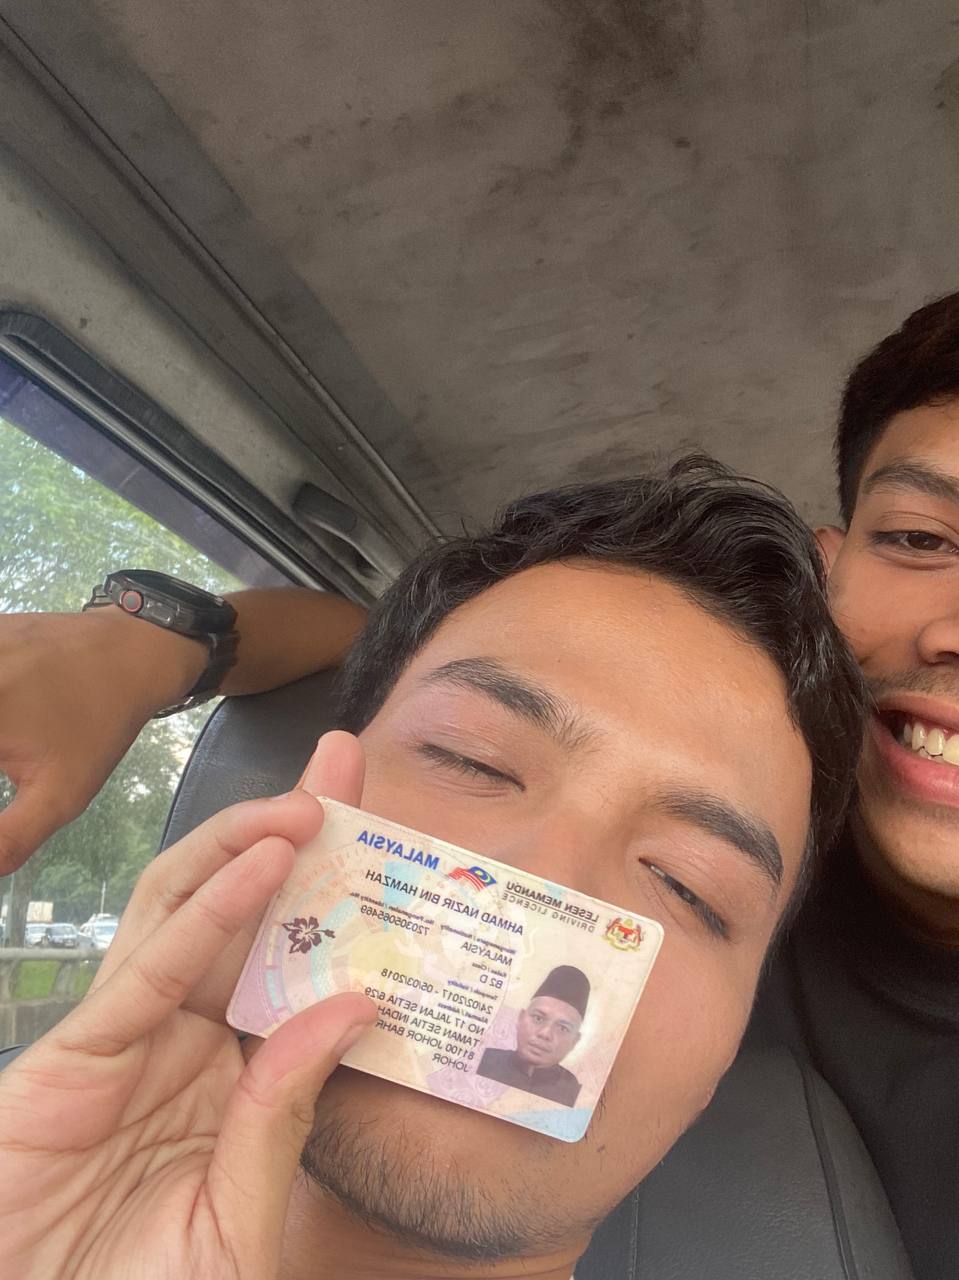 LESEN MEMANDU
DRIVING LICENCE
MALAYSIA
AHMAD NAZIR BIN HAMZAH
Warganegara / Nationality
No. Pengenalan / Identity No.
MALAYSIA
720305065469
Kelas / Class
B2 D
Tempoh / Validity
24/02/2017 - 05/03/2018
Alamat / Address
NO 17 JALAN SETIA 6/29
TAMAN SETIA INDAH
81100 JOHOR BAHR
JOHOR